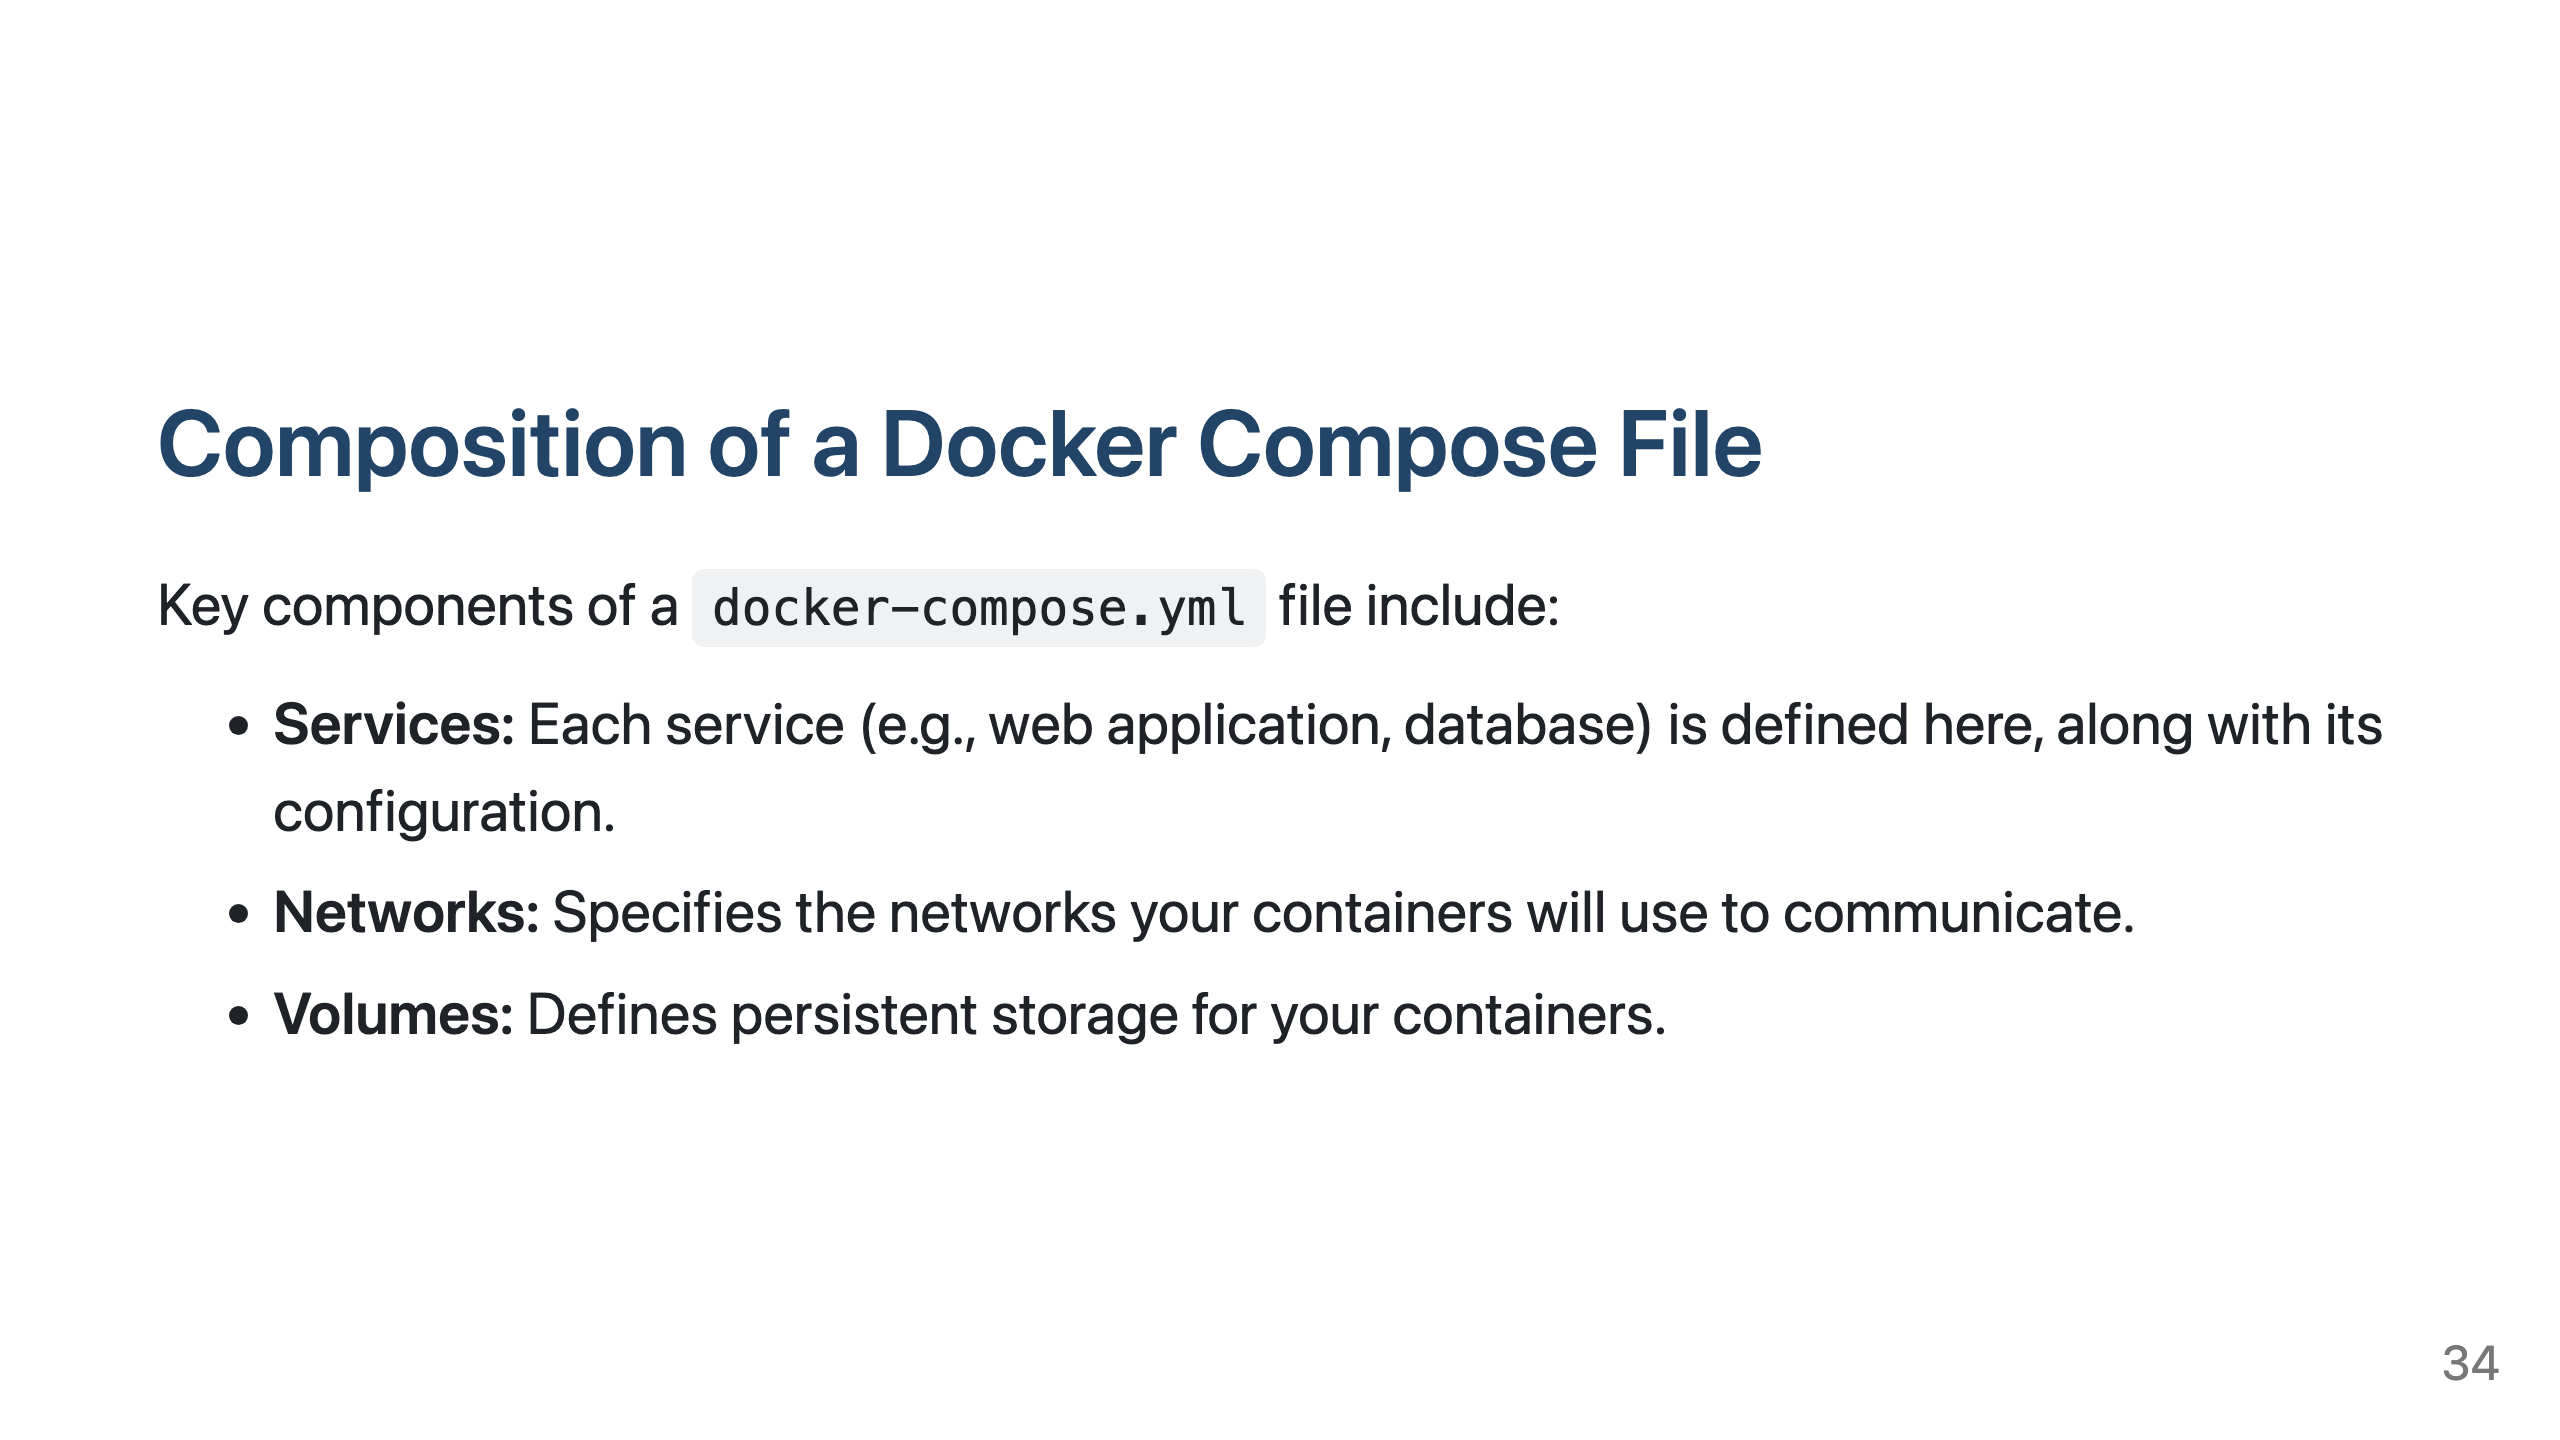 Composition of a Docker Compose File
Key components of a docker-compose.yml file include:
• Services: Each service (e.g., web application, database) is defined here, along with its
configuration.
• Networks: Specifies the networks your containers will use to communicate.
• Volumes: Defines persistent storage for your containers.
34